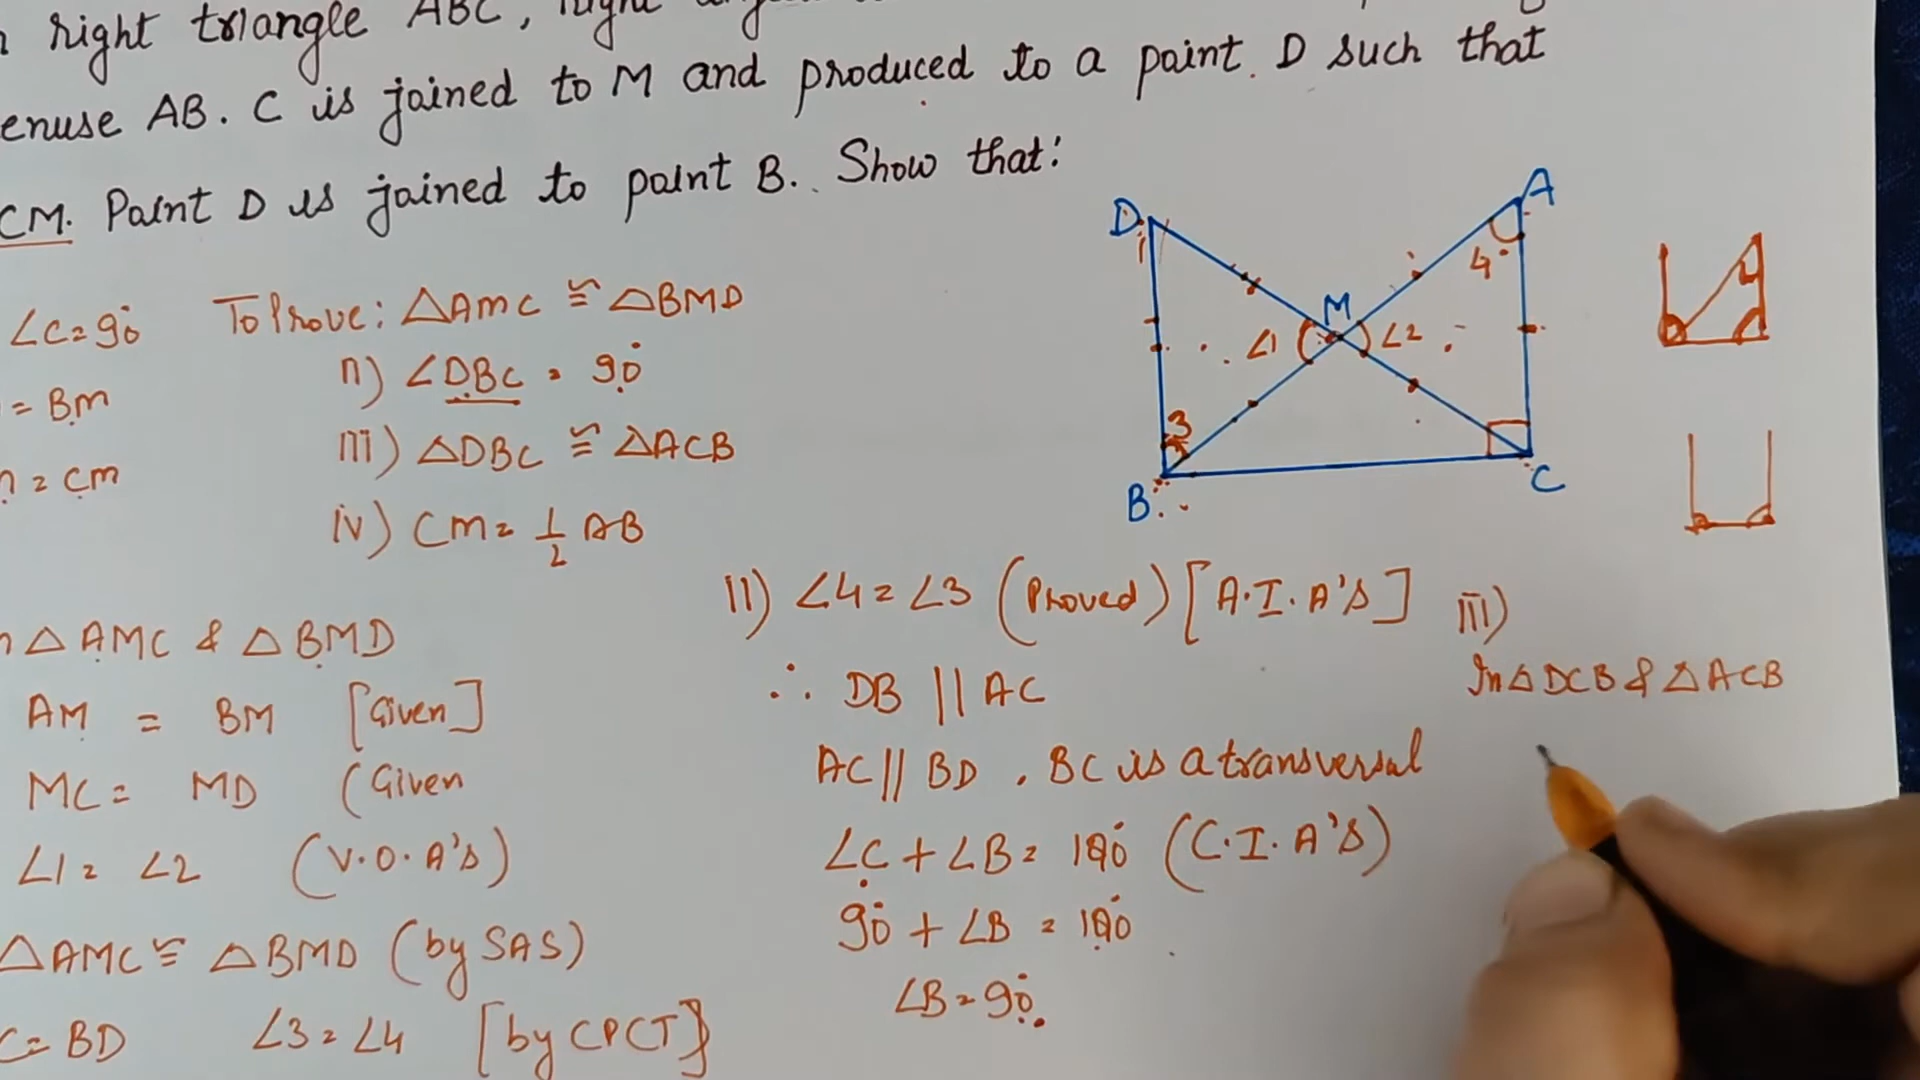 right triangle ABC,
enuse AB. C is joined to M and produced to a point D such that
CM. Point D is joined to point B. Show that:
∠C=90° To Prove: △AMC ≅ △BMD
= BM
II) ∠DBC = 90°
= CM
III) △DBC ≅ △ACB
iv) CM = 1/2 AB
D
A
1
4
M
∠1
∠2
3
B
C
△AMC & △BMD
AM = BM [Given]
MC = MD (Given
∠1 = ∠2 (V.O.A's)
△AMC ≅ △BMD (by SAS)
C = BD ∠3 = ∠4 [by CPCT]
II) ∠4 = ∠3 (Proved) [A.I.A's]
∴ DB || AC
AC || BD, BC is a transversal
∠C + ∠B = 180° (C.I.A's)
90° + ∠B = 180°
∠B = 90°.
III)
In △DCB & △ACB